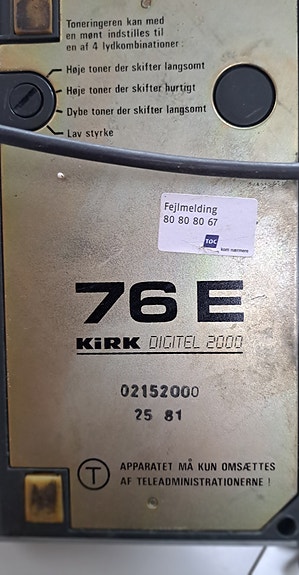 Toneringeren kan med
en mønt indstilles til
en af 4 lydkombinationer:
Høje toner der skifter langsomt
Høje toner der skifter hurtigt
Dybe toner der skifter langsomt
Lav styrke
Fejlmelding
80 80 80 67
TDC
76 E
KiRK DIGITEL 2000
02152000
25 81
T
APPARATET MÅ KUN OMSÆTTES
AF TELEADMINISTRATIONERNE!